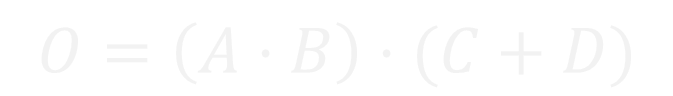 O = (A · B) · (C + D)